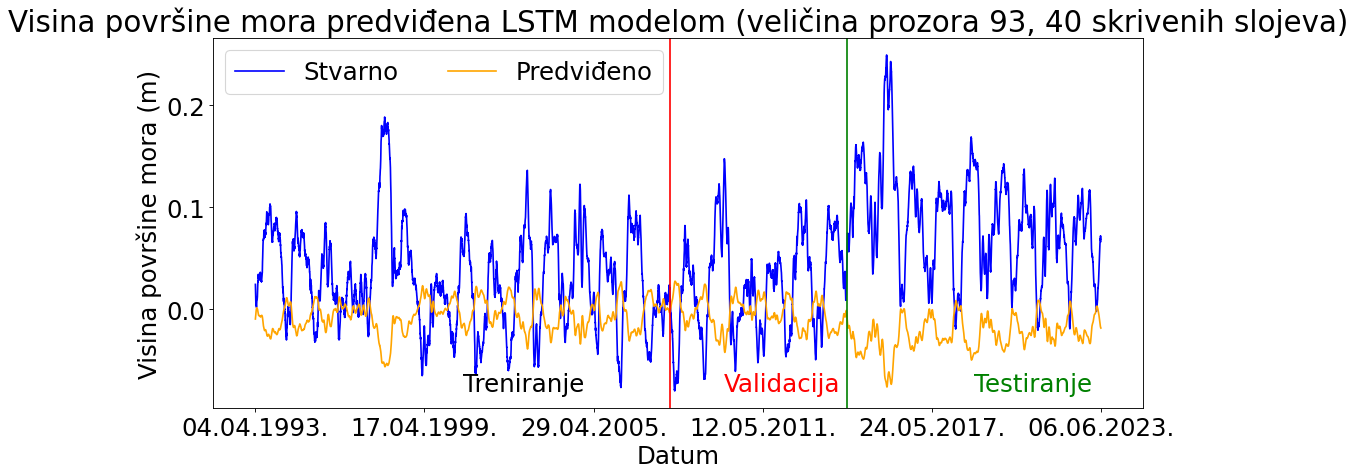 Visina površine mora predviđena LSTM modelom (veličina prozora 93, 40 skrivenih slojeva)
Stvarno
Predviđeno
Visina površine mora (m)
0.2
0.1
0.0
Treniranje
Validacija
Testiranje
04.04.1993.
17.04.1999.
29.04.2005.
12.05.2011.
24.05.2017.
06.06.2023.
Datum